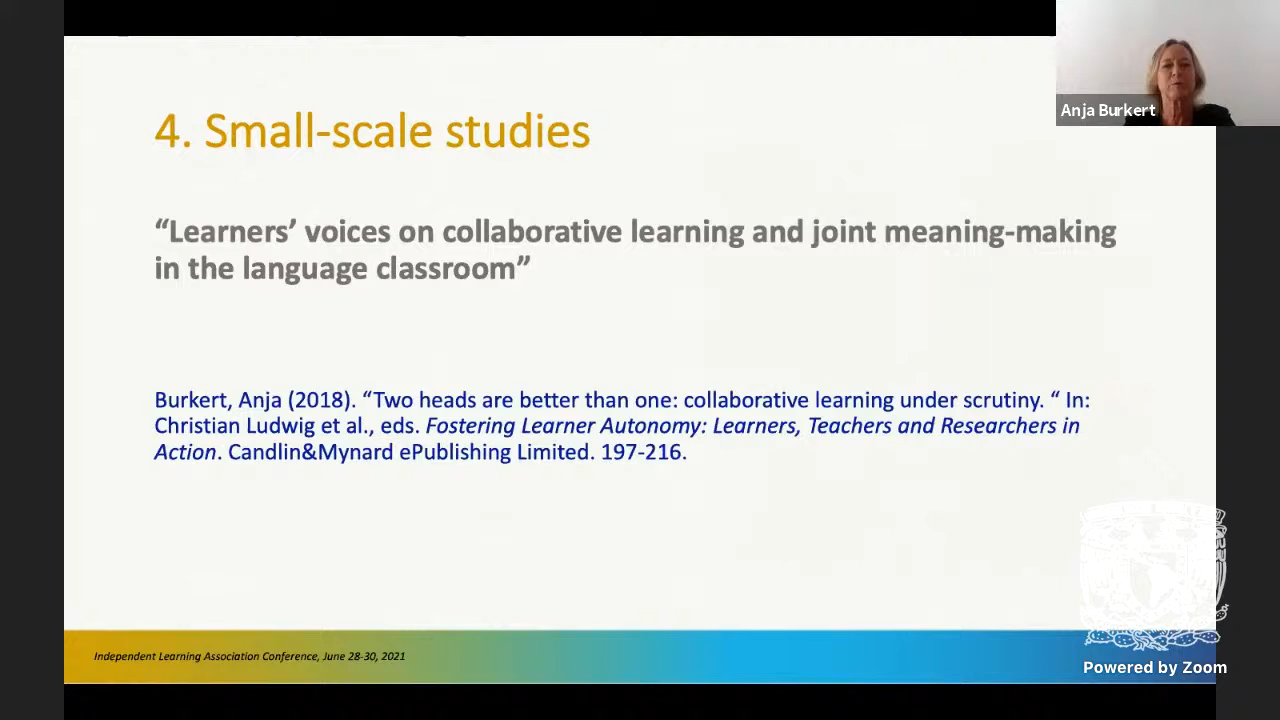 Anja Burkert
4. Small-scale studies
“Learners’ voices on collaborative learning and joint meaning-making
in the language classroom”
Burkert, Anja (2018). “Two heads are better than one: collaborative learning under scrutiny. “ In:
Christian Ludwig et al., eds. Fostering Learner Autonomy: Learners, Teachers and Researchers in
Action. Candlin&Mynard ePublishing Limited. 197-216.
Independent Learning Association Conference, June 28-30, 2021
Powered by Zoom